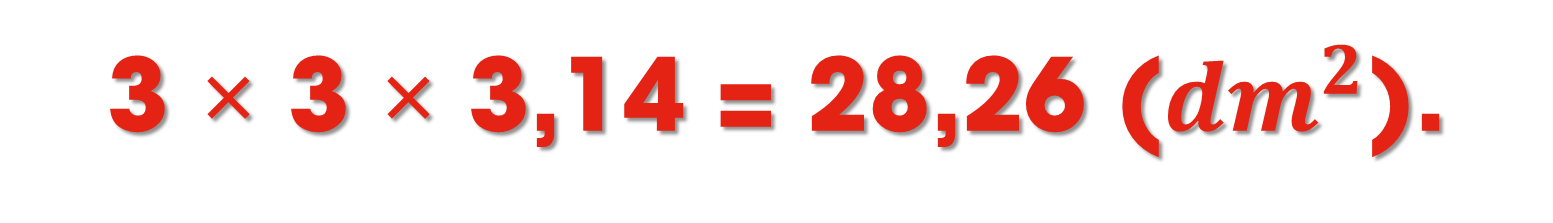 3 × 3 × 3,14 = 28,26 (dm²).